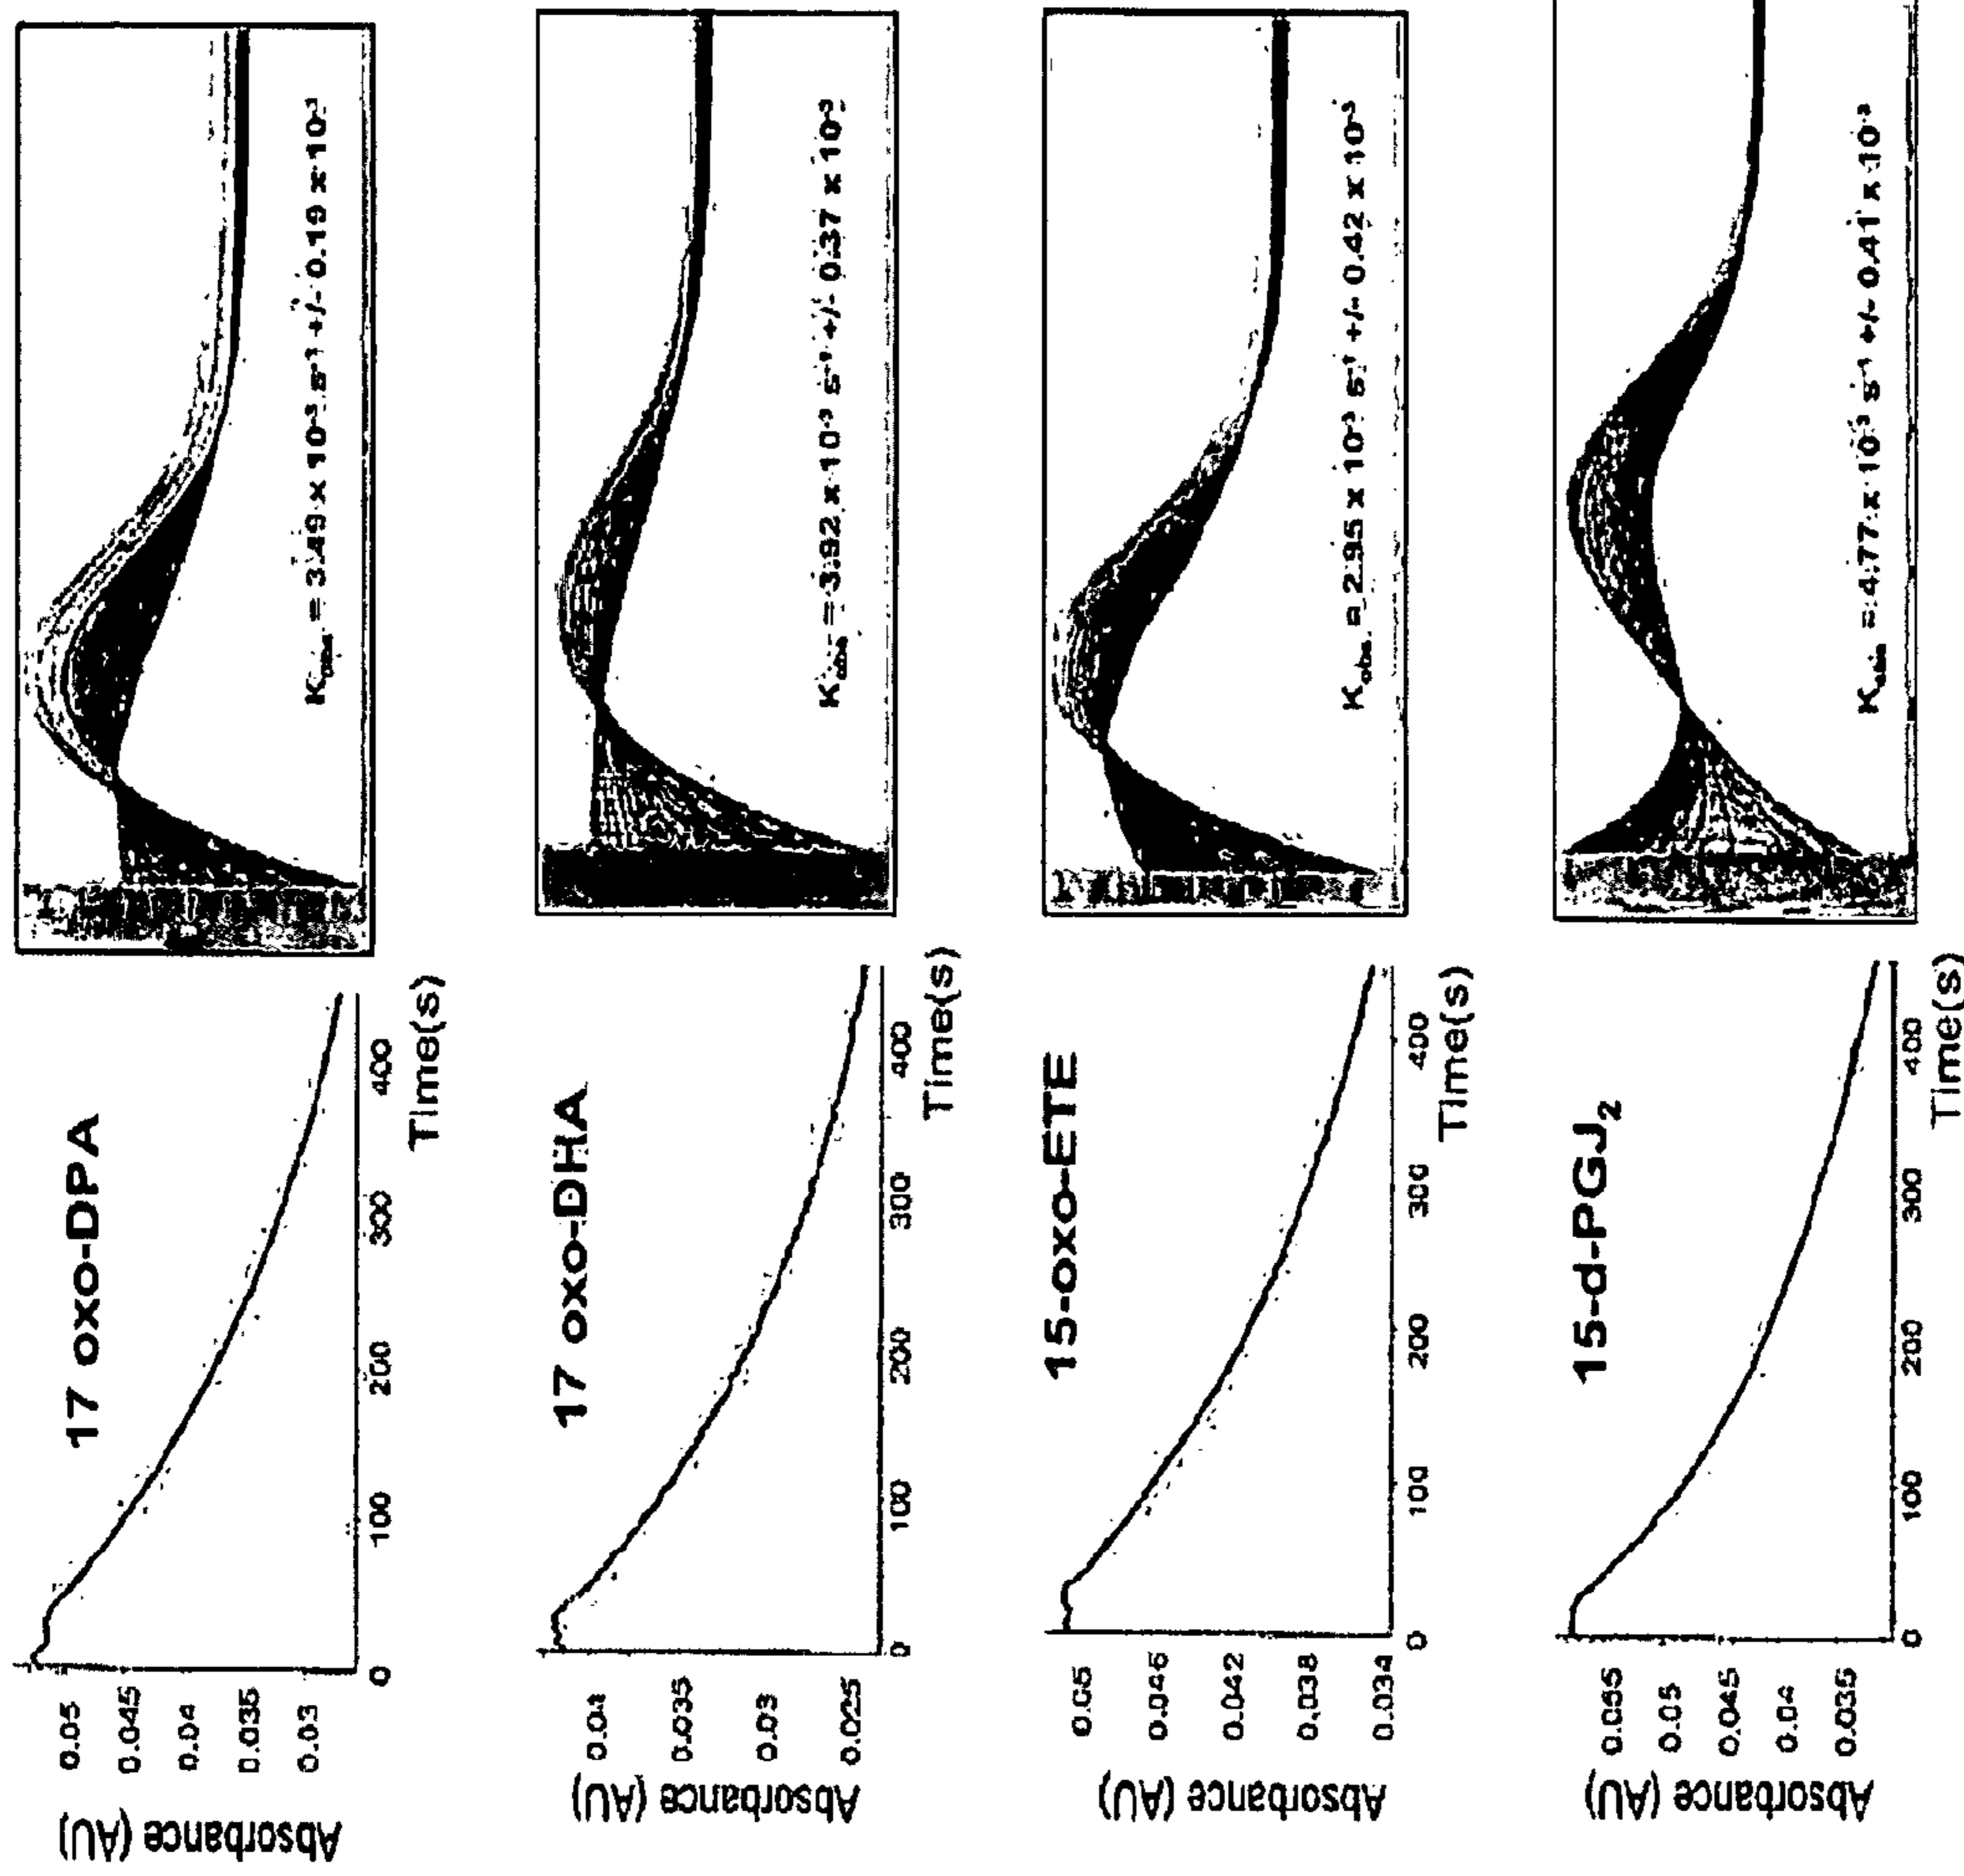 17 oxo-DPA
Absorbance (AU)
0.05
0.045
0.04
0.035
0.03
0
100
200
300
400
Time(s)
Kobs = 3.49 x 10-3 s-1 +/- 0.19 x 10-3
17 oxo-DHA
Absorbance (AU)
0.04
0.035
0.03
0.025
0
100
200
300
400
Time(s)
Kobs = 3.92 x 10-3 s-1 +/- 0.37 x 10-3
15-oxo-ETE
Absorbance (AU)
0.05
0.046
0.042
0.038
0.034
0
100
200
300
400
Time(s)
Kobs = 2.95 x 10-3 s-1 +/- 0.42 x 10-3
15-d-PGJ2
Absorbance (AU)
0.055
0.05
0.045
0.04
0.035
0
100
200
300
400
Time(s)
Kobs = 4.77 x 10-3 s-1 +/- 0.41 x 10-3